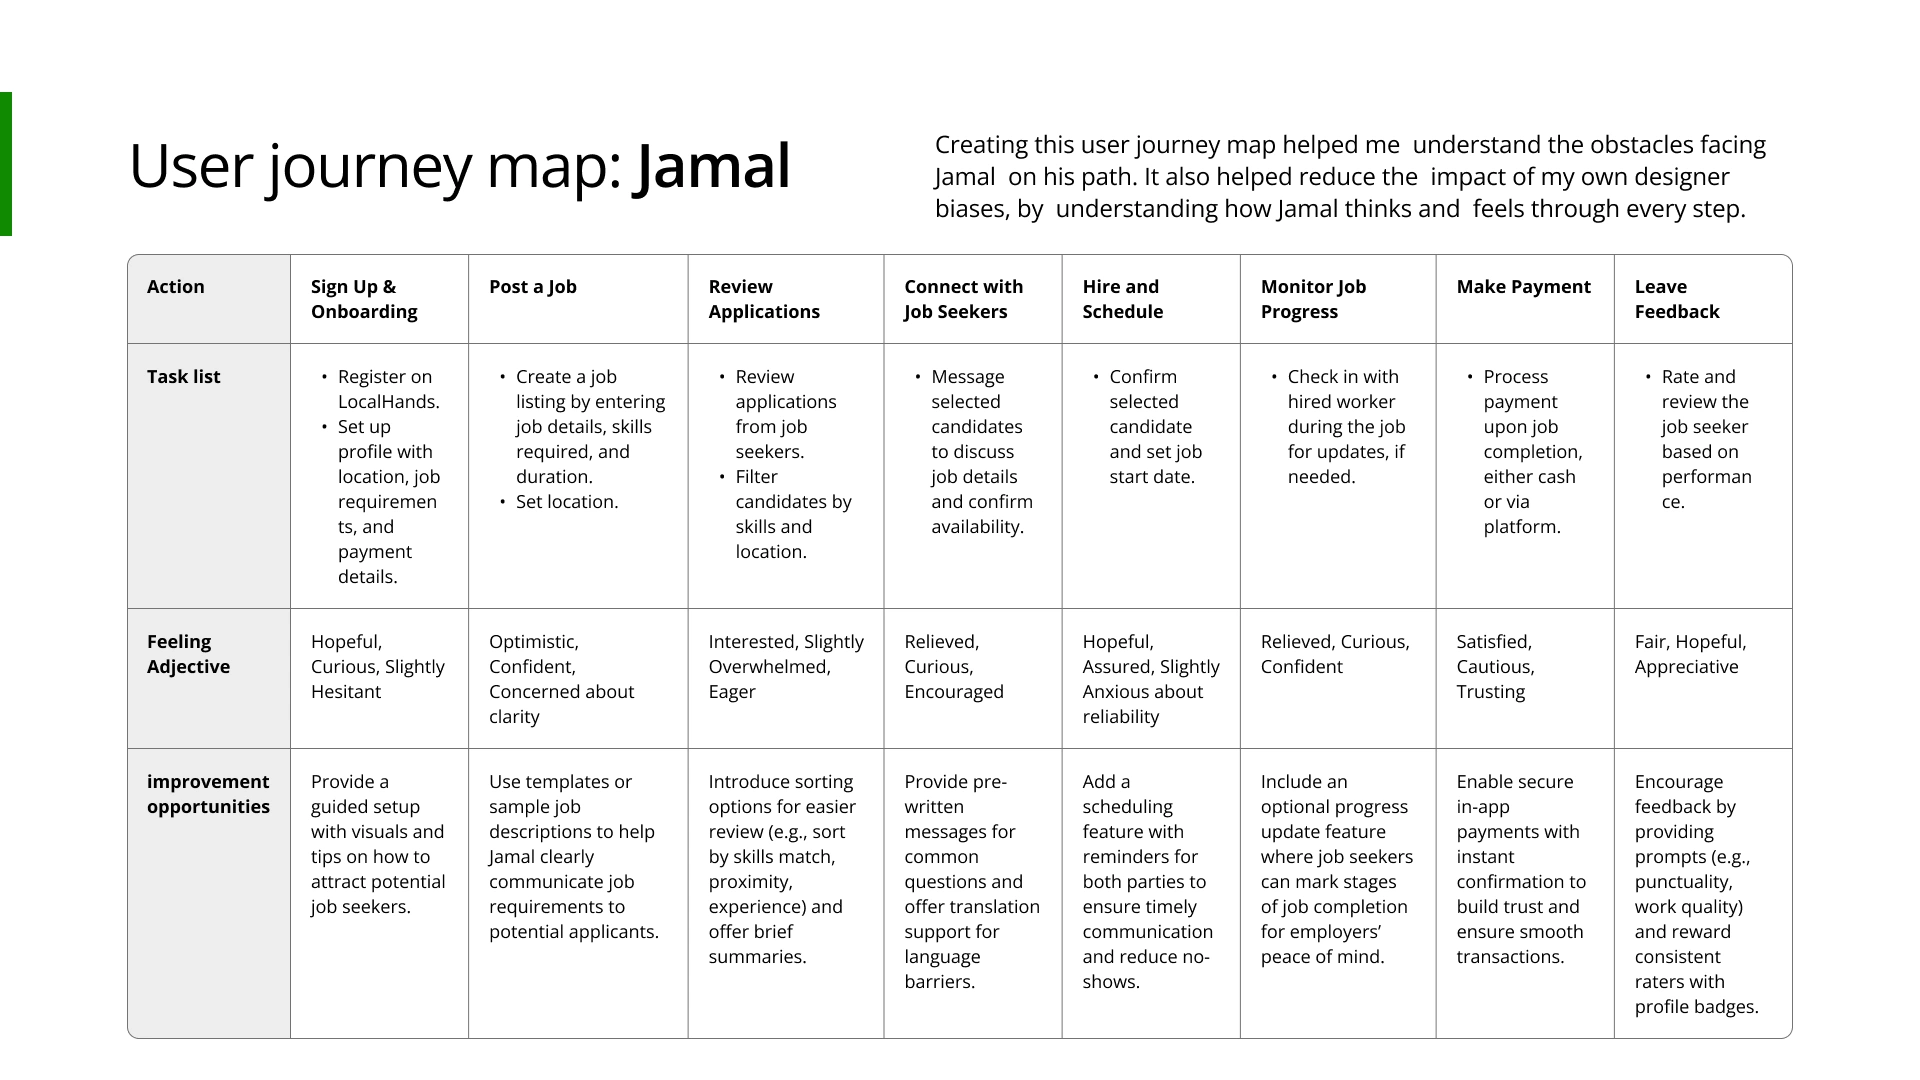 User journey map: Jamal
Creating this user journey map helped me  understand the obstacles facing
Jamal  on his path. It also helped reduce the  impact of my own designer
biases, by  understanding how Jamal thinks and  feels through every step.
Action
Sign Up &
Onboarding
Post a Job
Review
Applications
Connect with
Job Seekers
Hire and
Schedule
Monitor Job
Progress
Make Payment
Leave
Feedback
Task list
• Register on
LocalHands.
• Set up
profile with
location, job
requiremen
ts, and
payment
details.
• Create a job
listing by entering
job details, skills
required, and
duration.
• Set location.
• Review
applications
from job
seekers.
• Filter
candidates by
skills and
location.
• Message
selected
candidates
to discuss
job details
and confirm
availability.
• Confirm
selected
candidate
and set job
start date.
• Check in with
hired worker
during the job
for updates, if
needed.
• Process
payment
upon job
completion,
either cash
or via
platform.
• Rate and
review the
job seeker
based on
performan
ce.
Feeling
Adjective
Hopeful,
Curious, Slightly
Hesitant
Optimistic,
Confident,
Concerned about
clarity
Interested, Slightly
Overwhelmed,
Eager
Relieved,
Curious,
Encouraged
Hopeful,
Assured, Slightly
Anxious about
reliability
Relieved, Curious,
Confident
Satisfied,
Cautious,
Trusting
Fair, Hopeful,
Appreciative
improvement
opportunities
Provide a
guided setup
with visuals and
tips on how to
attract potential
job seekers.
Use templates or
sample job
descriptions to help
Jamal clearly
communicate job
requirements to
potential applicants.
Introduce sorting
options for easier
review (e.g., sort
by skills match,
proximity,
experience) and
offer brief
summaries.
Provide pre-
written
messages for
common
questions and
offer translation
support for
language
barriers.
Add a
scheduling
feature with
reminders for
both parties to
ensure timely
communication
and reduce no-
shows.
Include an
optional progress
update feature
where job seekers
can mark stages
of job completion
for employers’
peace of mind.
Enable secure
in-app
payments with
instant
confirmation to
build trust and
ensure smooth
transactions.
Encourage
feedback by
providing
prompts (e.g.,
punctuality,
work quality)
and reward
consistent
raters with
profile badges.